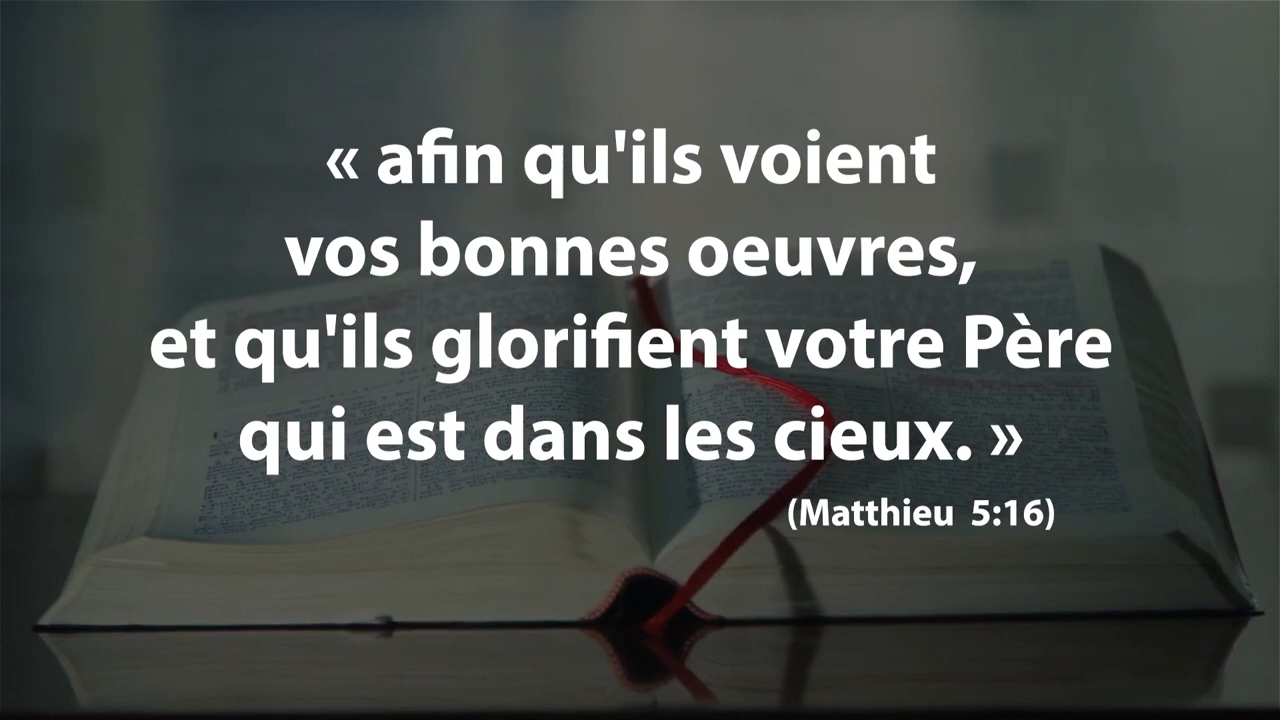 « afin qu'ils voient
vos bonnes oeuvres,
et qu'ils glorifient votre Père
qui est dans les cieux. »
(Matthieu 5:16)